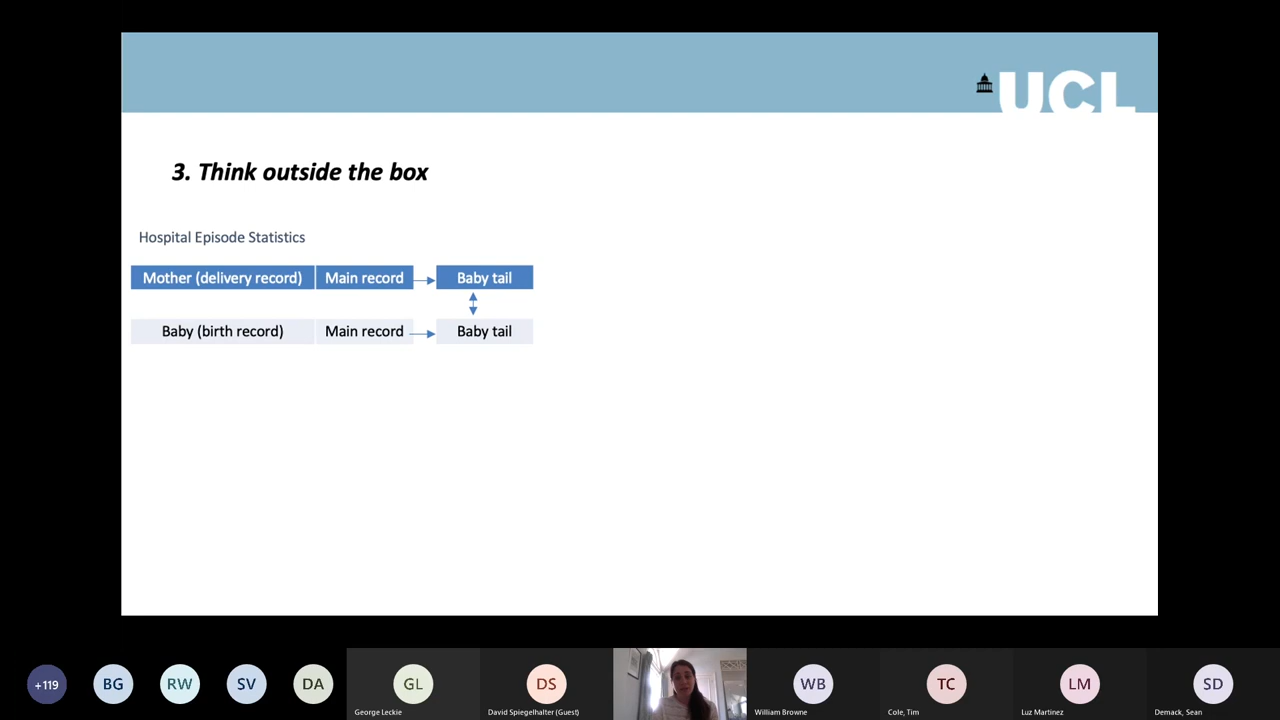 UCL
3. Think outside the box
Hospital Episode Statistics
Mother (delivery record) Main record Baby tail
Baby (birth record) Main record Baby tail
+119 BG RW SV DA GL DS WB TC LM SD
George Leckie David Spiegelhalter (Guest) William Browne Cole, Tim Luz Martinez Demack, Sean